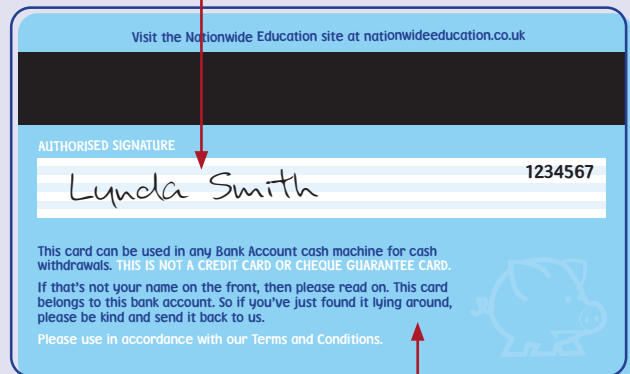 Visit the Nationwide Education site at nationwideeducation.co.uk
AUTHORISED SIGNATURE
Lynda Smith
1234567
This card can be used in any Bank Account cash machine for cash
withdrawals. THIS IS NOT A CREDIT CARD OR CHEQUE GUARANTEE CARD.
If that's not your name on the front, then please read on. This card
belongs to this bank account. So if you've just found it lying around,
please be kind and send it back to us.
Please use in accordance with our Terms and Conditions.